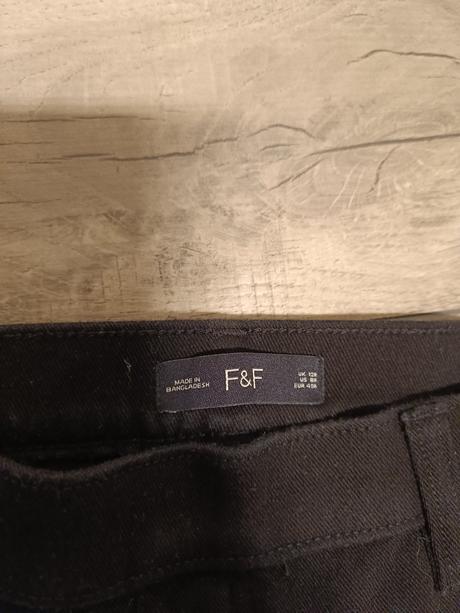 MADE IN
BANGLADESH
F&F
UK 12R
US 8R
EUR 40R